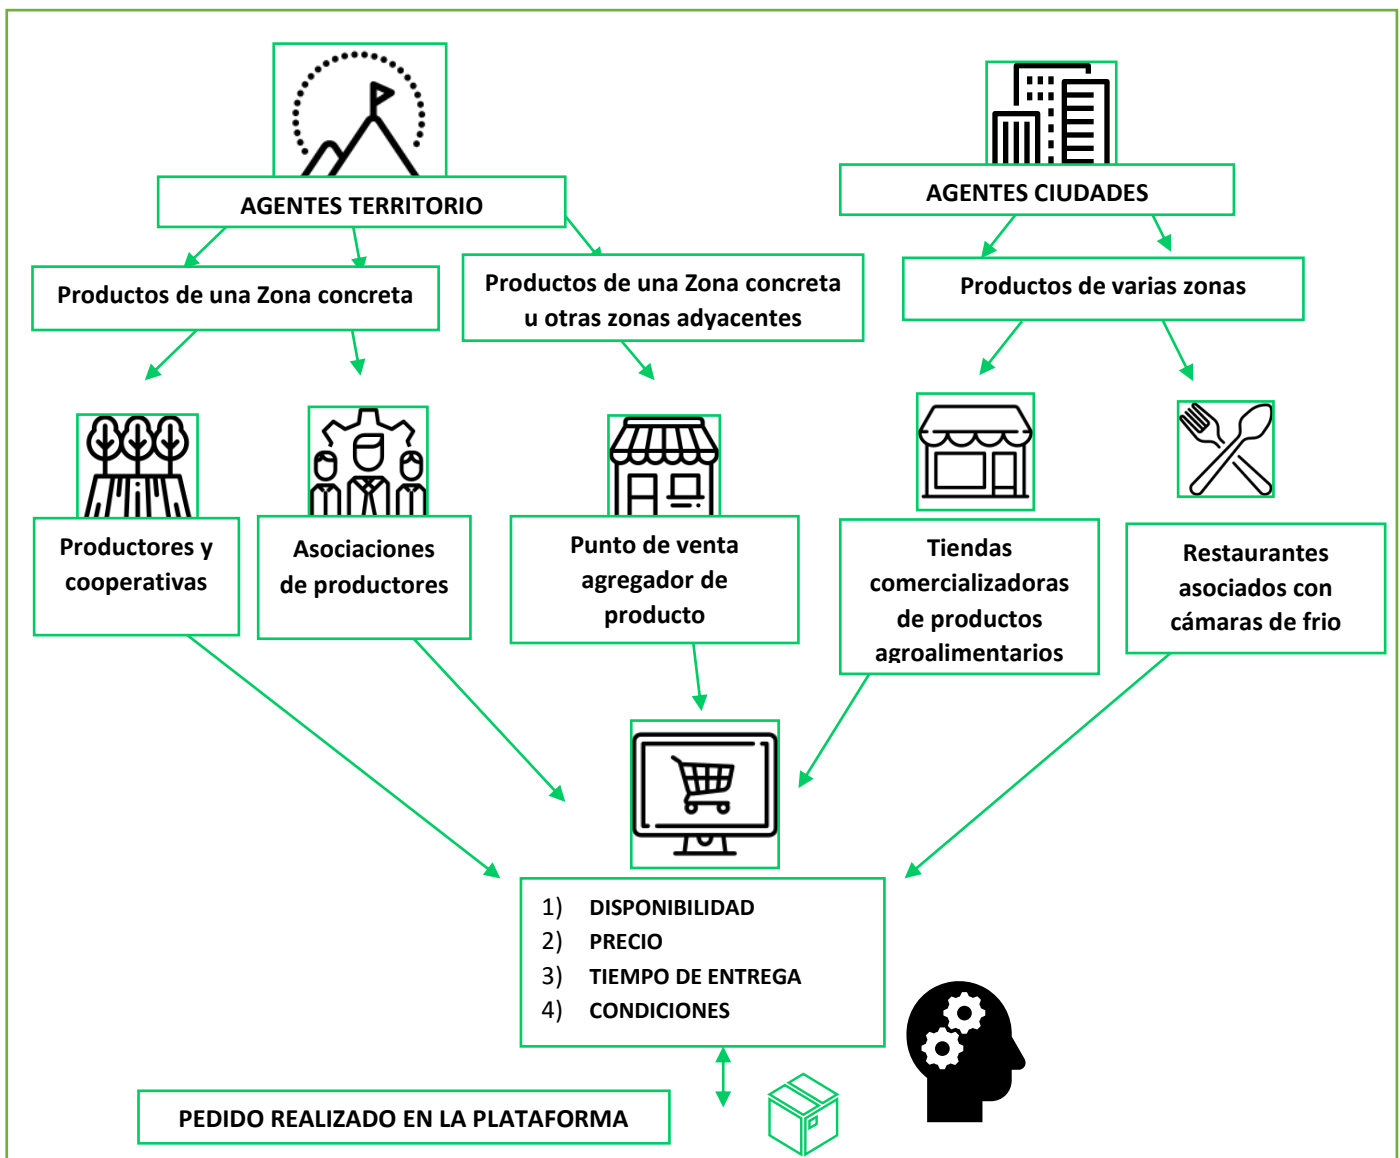 AGENTES TERRITORIO
AGENTES CIUDADES
Productos de una Zona concreta
Productos de una Zona concreta
u otras zonas adyacentes
Productos de varias zonas
Productores y
cooperativas
Asociaciones
de productores
Punto de venta
agregador de
producto
Tiendas
comercializadoras
de productos
agroalimentarios
Restaurantes
asociados con
cámaras de frio
1) DISPONIBILIDAD
2) PRECIO
3) TIEMPO DE ENTREGA
4) CONDICIONES
PEDIDO REALIZADO EN LA PLATAFORMA